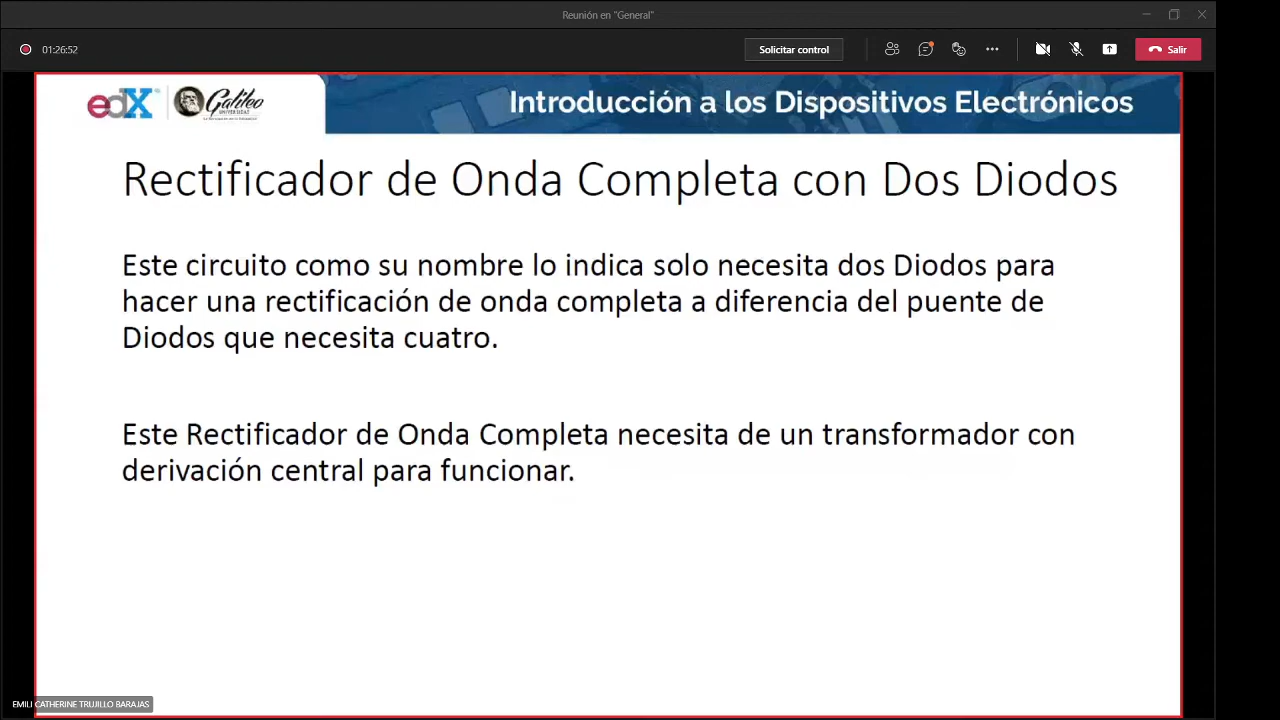 Reunión en "General"
01:26:52
Solicitar control
Salir
edX
Galileo
UNIVERSIDAD
Introducción a los Dispositivos Electrónicos
Rectificador de Onda Completa con Dos Diodos
Este circuito como su nombre lo indica solo necesita dos Diodos para
hacer una rectificación de onda completa a diferencia del puente de
Diodos que necesita cuatro.
Este Rectificador de Onda Completa necesita de un transformador con
derivación central para funcionar.
EMILI CATHERINE TRUJILLO BARAJAS